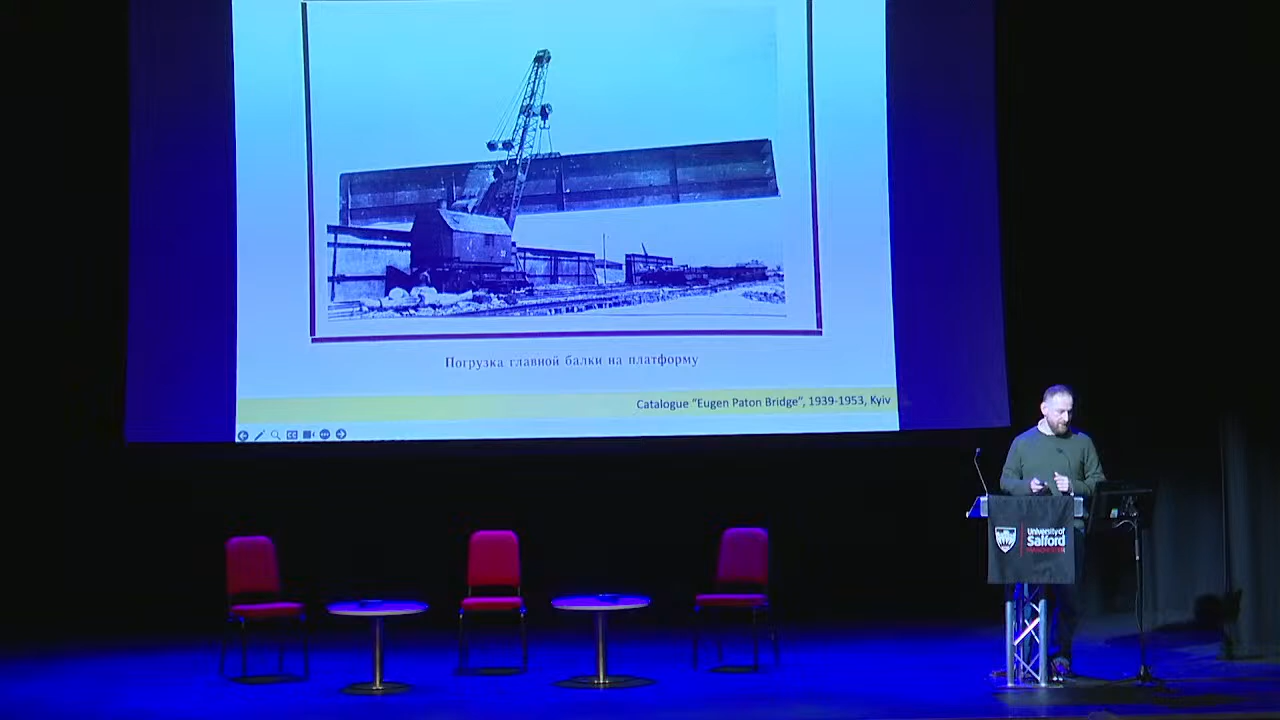 Погрузка главной балки на платформу
Catalogue “Eugen Paton Bridge”, 1939-1953, Kyiv
University of
Salford